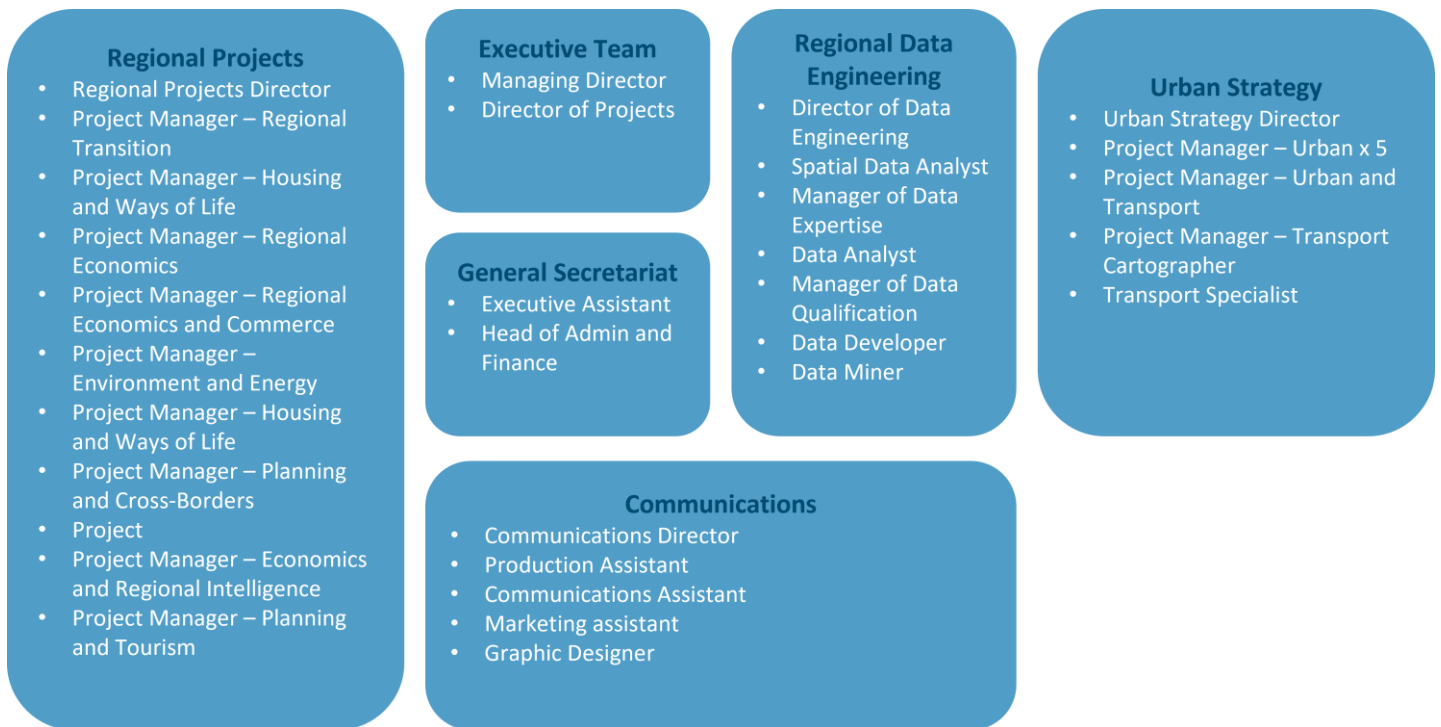 Regional Projects
• Regional Projects Director
• Project Manager – Regional
Transition
• Project Manager – Housing
and Ways of Life
• Project Manager – Regional
Economics
• Project Manager – Regional
Economics and Commerce
• Project Manager –
Environment and Energy
• Project Manager – Housing
and Ways of Life
• Project Manager – Planning
and Cross-Borders
• Project
• Project Manager – Economics
and Regional Intelligence
• Project Manager – Planning
and Tourism
Executive Team
• Managing Director
• Director of Projects
General Secretariat
• Executive Assistant
• Head of Admin and
Finance
Regional Data
Engineering
• Director of Data
Engineering
• Spatial Data Analyst
• Manager of Data
Expertise
• Data Analyst
• Manager of Data
Qualification
• Data Developer
• Data Miner
Urban Strategy
• Urban Strategy Director
• Project Manager – Urban x 5
• Project Manager – Urban and
Transport
• Project Manager – Transport
Cartographer
• Transport Specialist
Communications
• Communications Director
• Production Assistant
• Communications Assistant
• Marketing assistant
• Graphic Designer